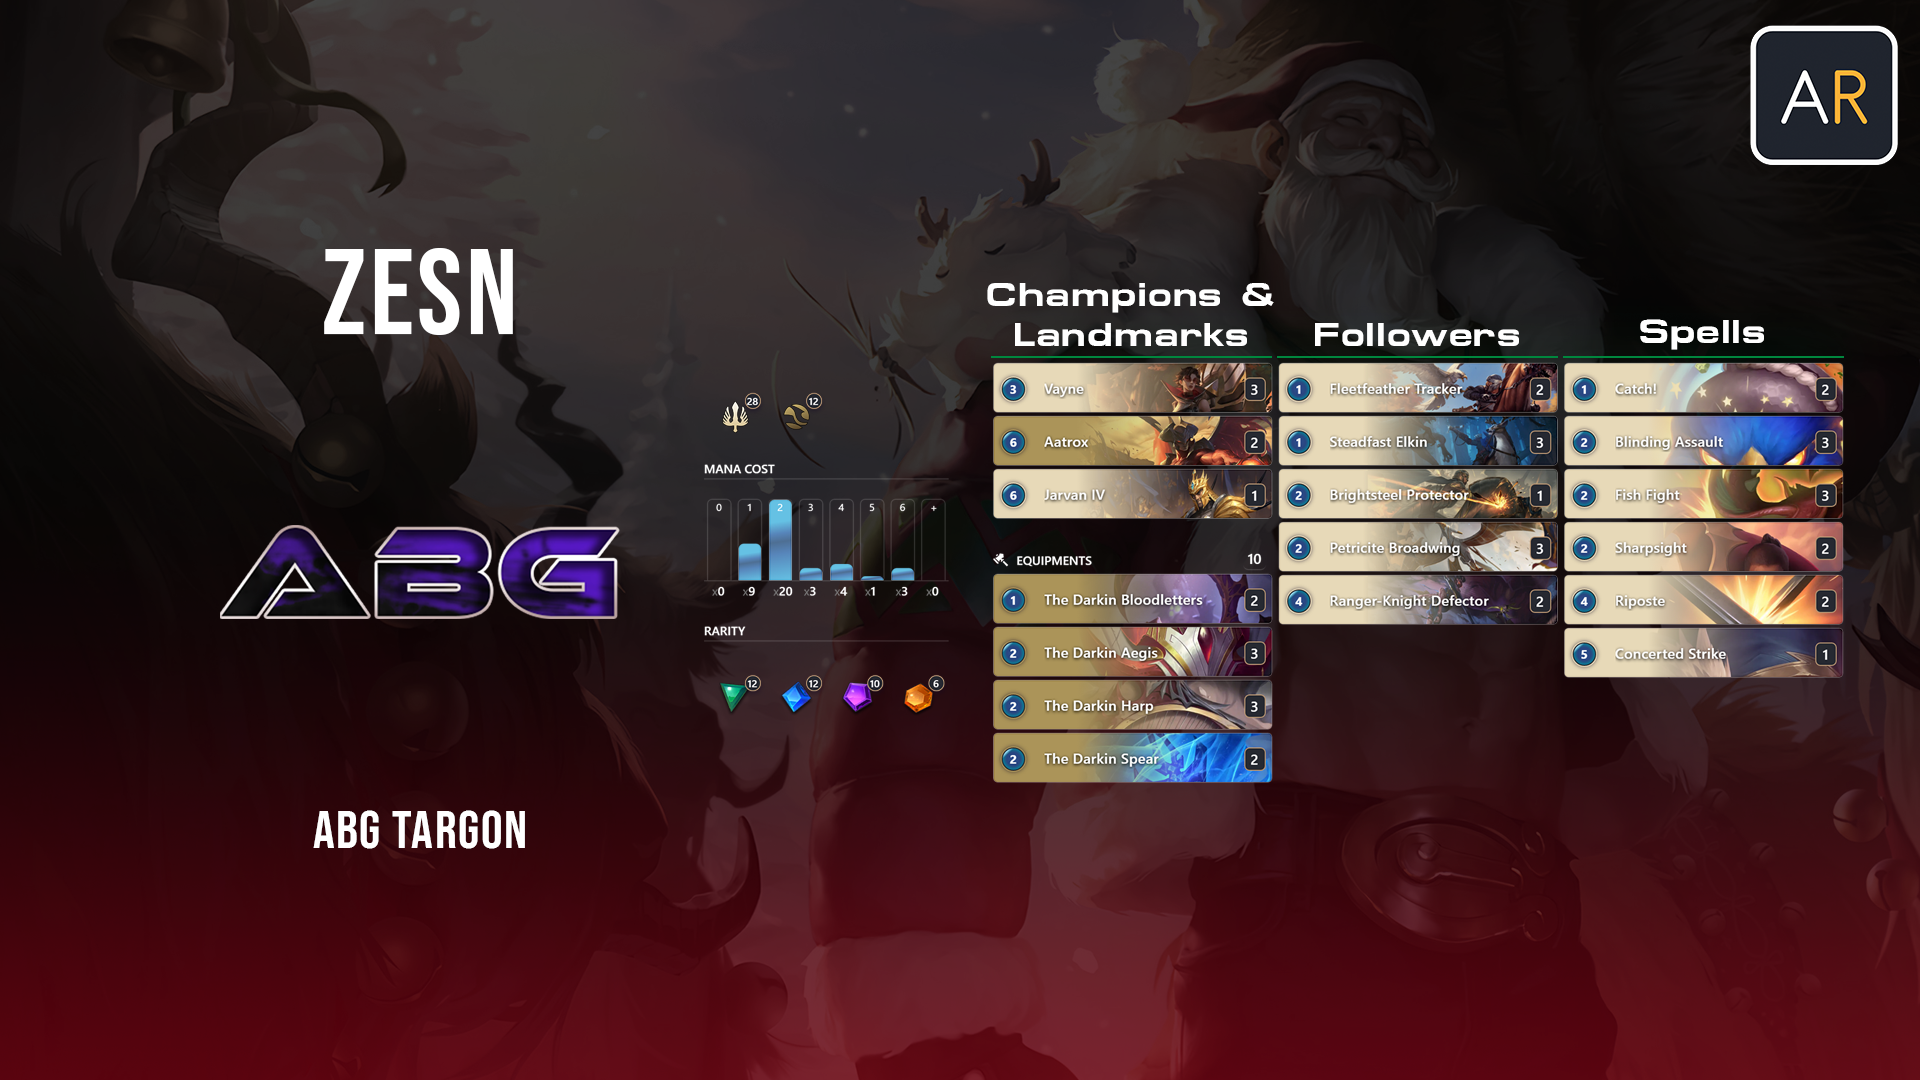 ZESN
ABG
ABG TARGON
28 12
MANA COST
0 1 2 3 4 5 6 +
x0 x9 x20 x3 x4 x1 x3 x0
RARITY
12 12 10 6
Champions &
Landmarks
3 Vayne 3
6 Aatrox 2
6 Jarvan IV 1
EQUIPMENTS 10
1 The Darkin Bloodletters 2
2 The Darkin Aegis 3
2 The Darkin Harp 3
2 The Darkin Spear 2
Followers
1 Fleetfeather Tracker 2
1 Steadfast Elkin 3
2 Brightsteel Protector 1
2 Petricite Broadwing 3
4 Ranger-Knight Defector 2
Spells
1 Catch! 2
2 Blinding Assault 3
2 Fish Fight 3
2 Sharpsight 2
4 Riposte 2
5 Concerted Strike 1
AR